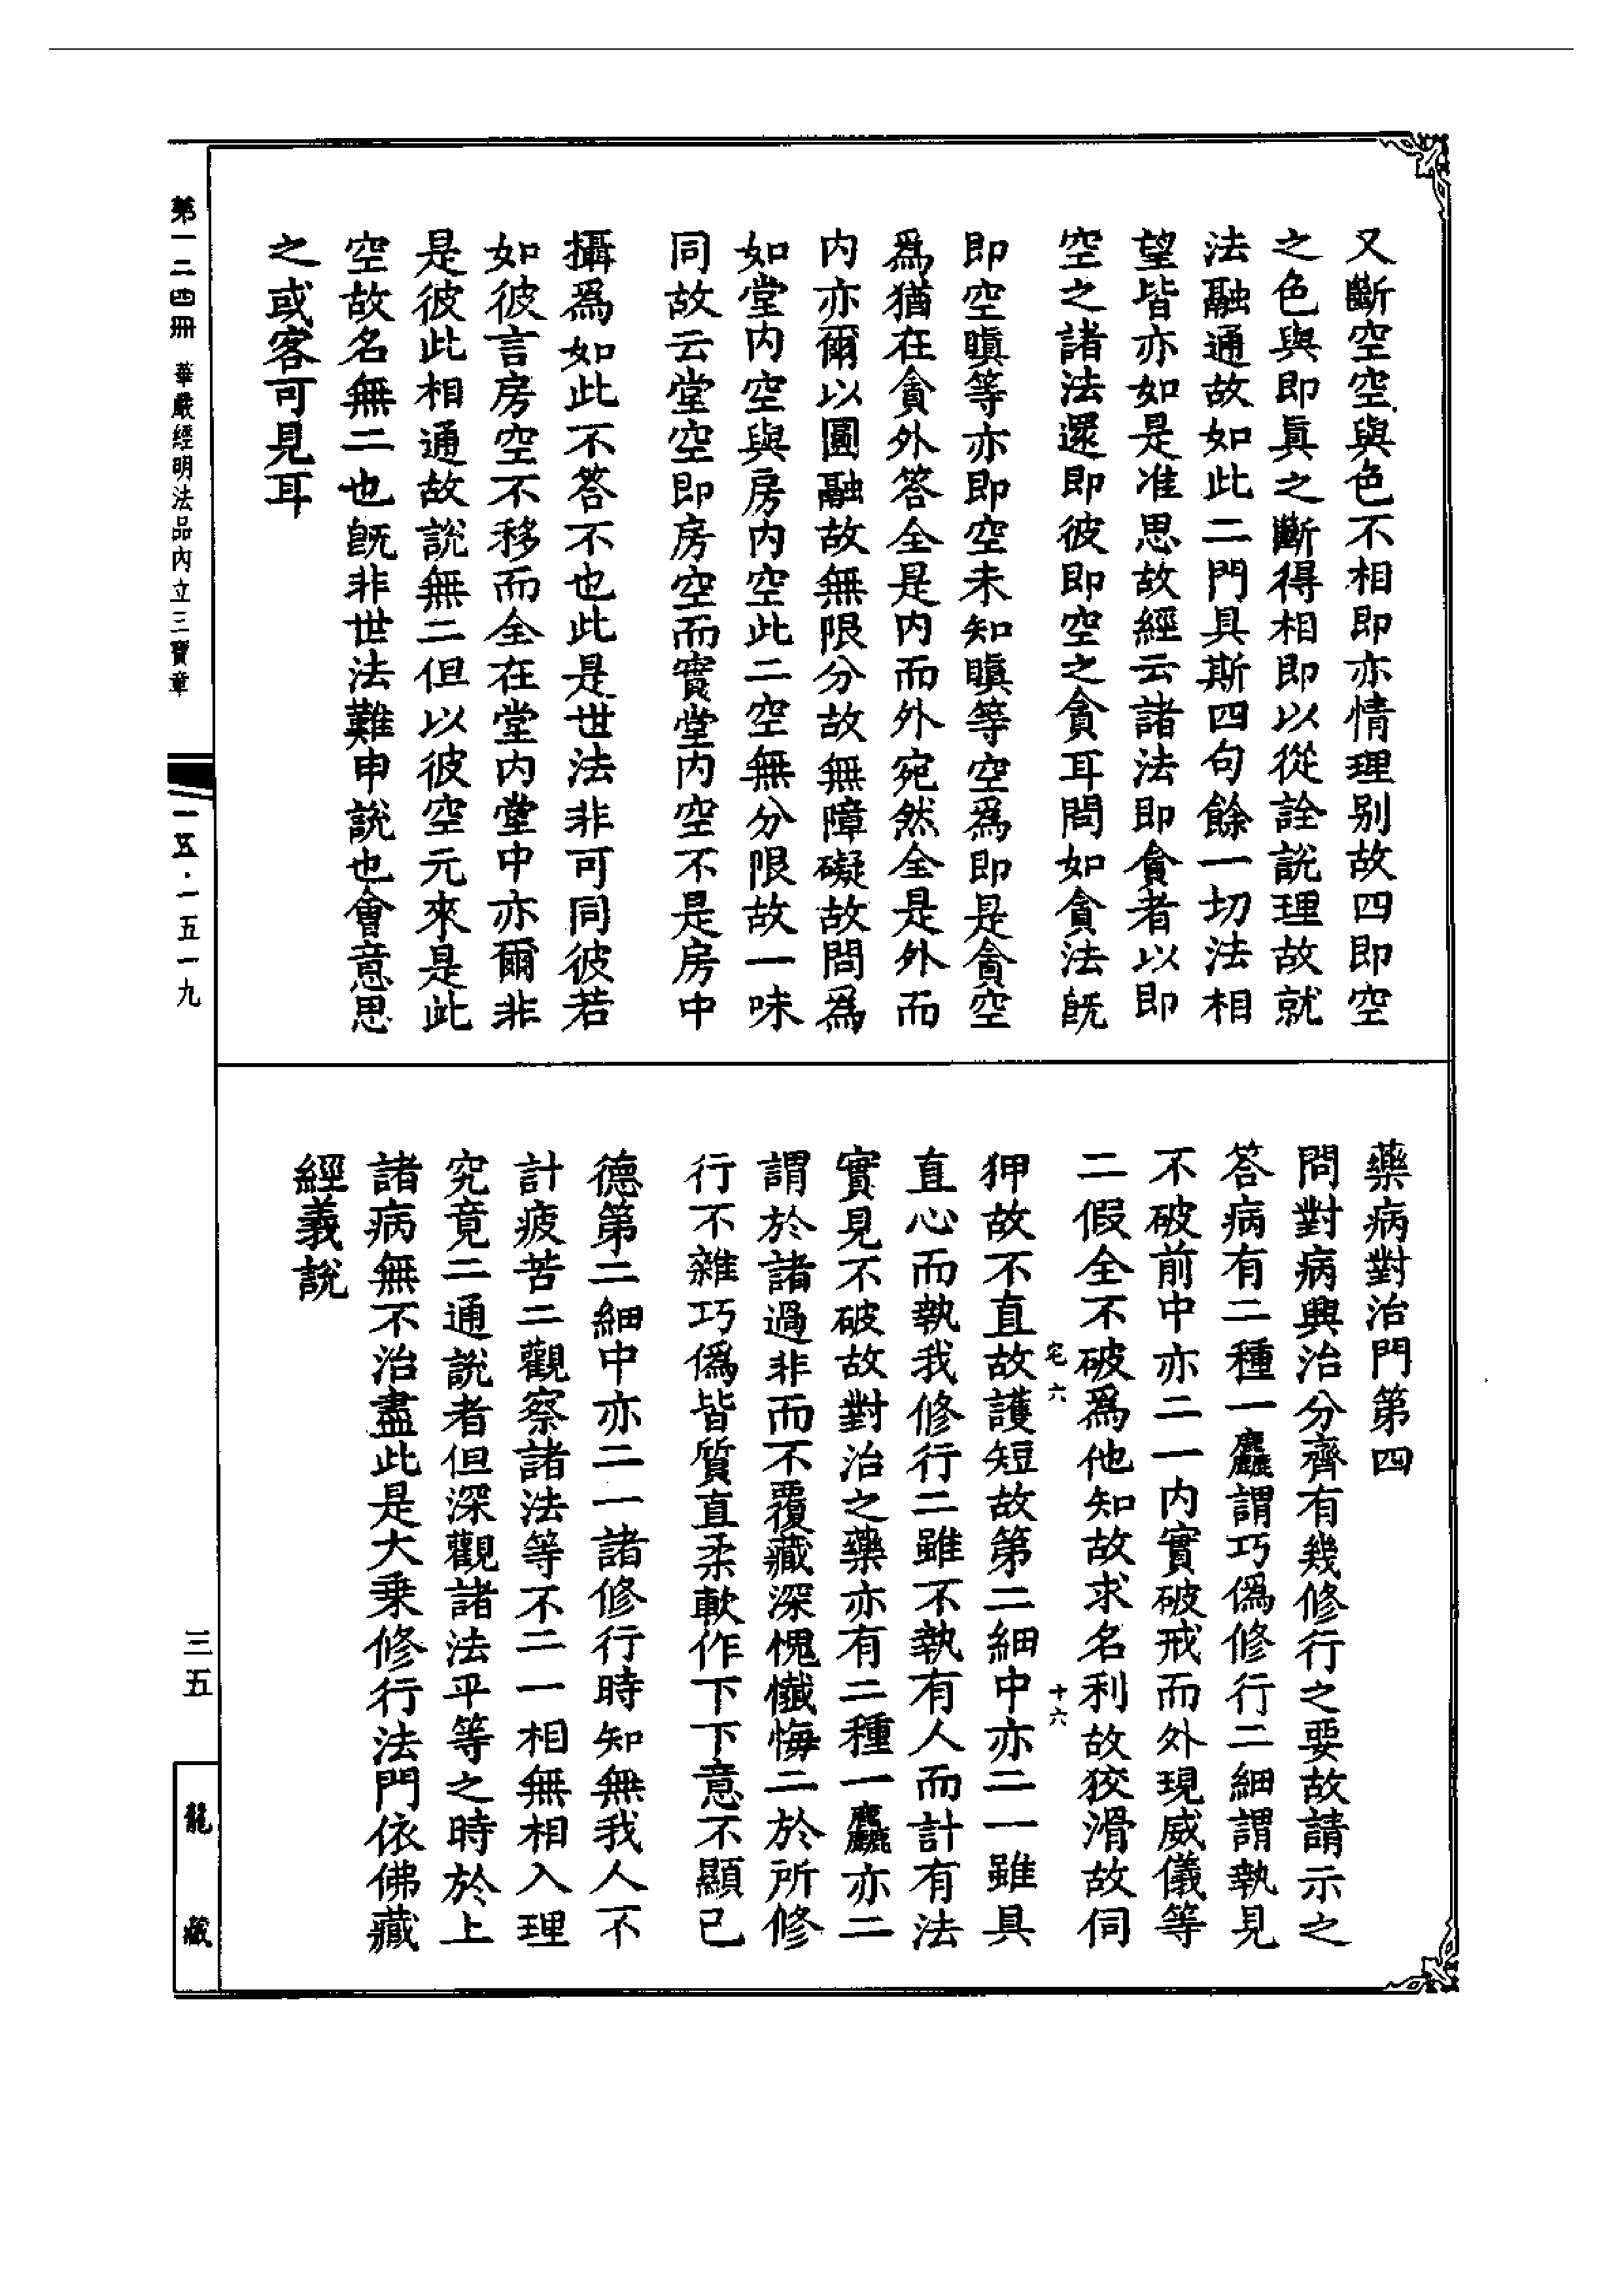 又斷空空與色不相即亦情理别故四即空
之色與即眞之斷得相即以從詮説理故就
法融通故如此二門具斯四句餘一切法相
望皆亦如是准思故經云諸法即貪者以即
空之諸法還即彼即空之貪耳問如貪法旣
即空瞋等亦即空未知瞋等空爲即是貪空
爲猶在貪外答全是内而外宛然全是外而
内亦爾以圓融故無限分故無障礙故問爲
如堂内空與房内空此二空無分限故一味
同故云堂空即房空而實堂内空不是房中
攝爲如此不答不也此是世法非可同彼若
如彼言房空不移而全在堂内堂中亦爾非
是彼此相通故説無二但以彼空元來是此
空故名無二也旣非世法難申説也會意思
之或客可見耳
藥病對治門第四
問對病興治分齊有幾修行之要故請示之
答病有二種一麤謂巧僞修行二細謂執見
不破前中亦二一内實破戒而外現威儀等
二假全不破爲他知故求名利故狡滑故伺
宅六 十六
狎故不直故護短故第二細中亦二一雖具
直心而執我修行二雖不執有人而計有法
實見不破故對治之藥亦有二種一麤亦二
謂於諸過非而不覆藏深愧懺悔二於所修
行不雜巧僞皆質直柔軟作下下意不顯己
德第二細中亦二一諸修行時知無我人不
計疲苦二觀察諸法等不二一相無相入理
究竟二通説者但深觀諸法平等之時於上
諸病無不治盡此是大乘修行法門依佛藏
經義説
第一二四冊 華嚴經明法品内立三寶章
一五·一五一九
三五
龍藏